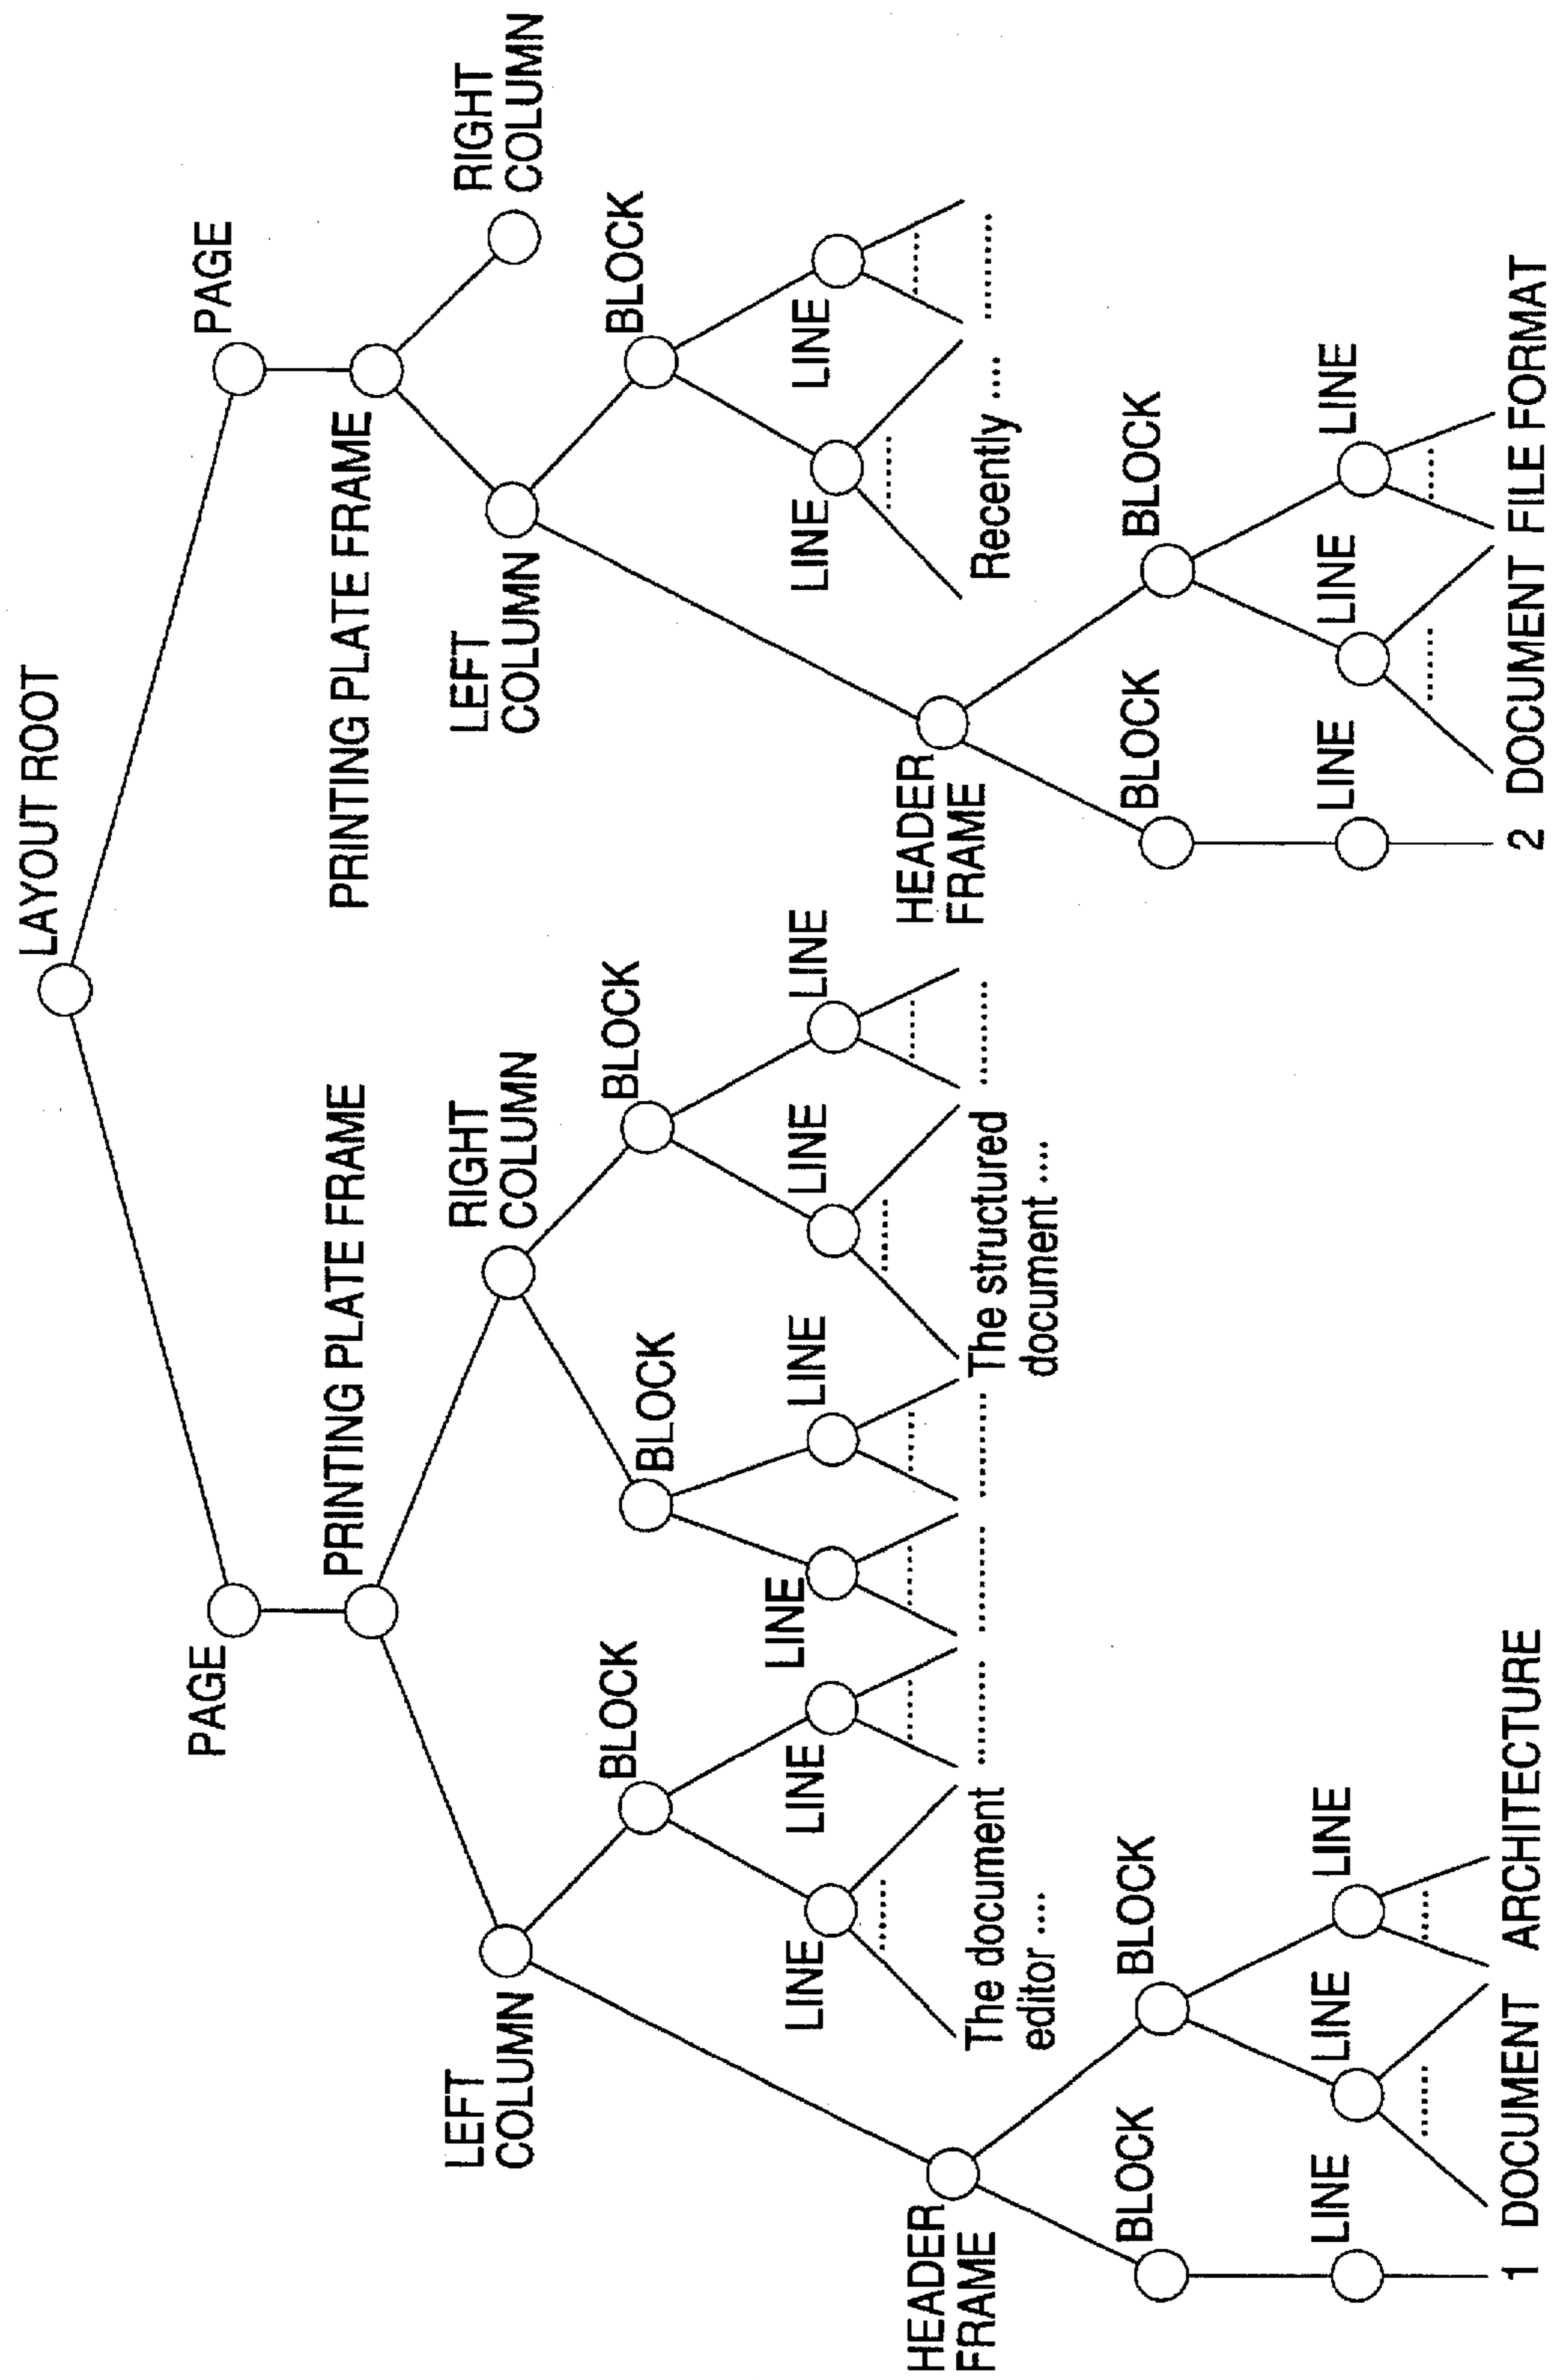 LAYOUT ROOT
PAGE
PAGE
PRINTING PLATE FRAME
PRINTING PLATE FRAME
LEFT
COLUMN
RIGHT
COLUMN
LEFT
COLUMN
RIGHT
COLUMN
BLOCK
BLOCK
BLOCK
BLOCK
LINE
LINE
LINE
LINE
LINE
LINE
LINE
LINE
The document
editor ....
The structured
document ....
Recently ....
HEADER
FRAME
HEADER
FRAME
BLOCK
BLOCK
BLOCK
BLOCK
LINE
LINE
LINE
LINE
LINE
LINE
1 DOCUMENT ARCHITECTURE
2 DOCUMENT FILE FORMAT